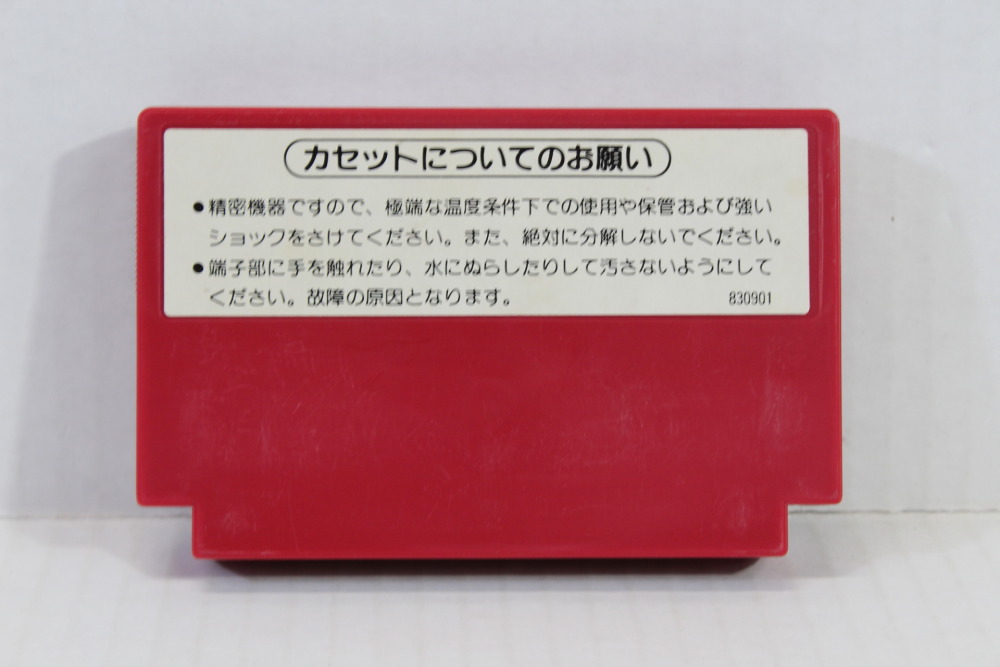 カセットについてのお願い
●精密機器ですので、極端な温度条件下での使用や保管および強い
ショックをさけてください。また、絶対に分解しないでください。
●端子部に手を触れたり、水にぬらしたりして汚さないようにして
ください。故障の原因となります。 830901